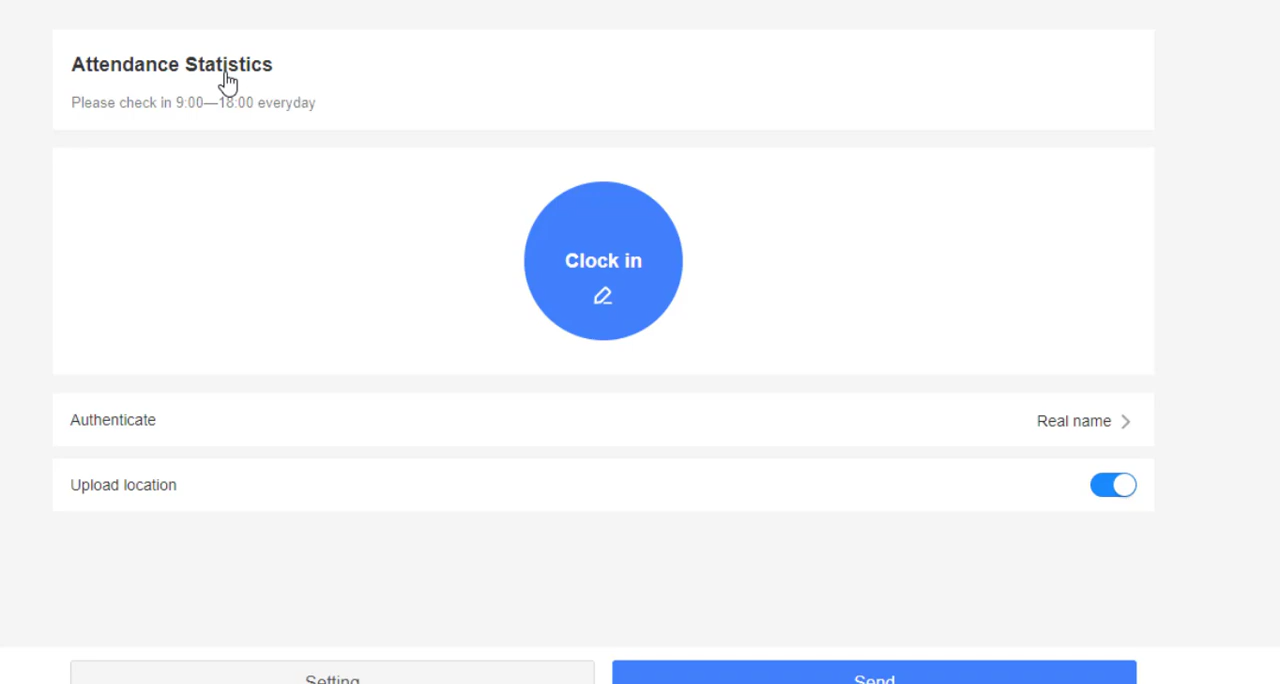 Attendance Statistics
Please check in 9:00—18:00 everyday
Clock in
Authenticate
Real name
Upload location
Setting
Send